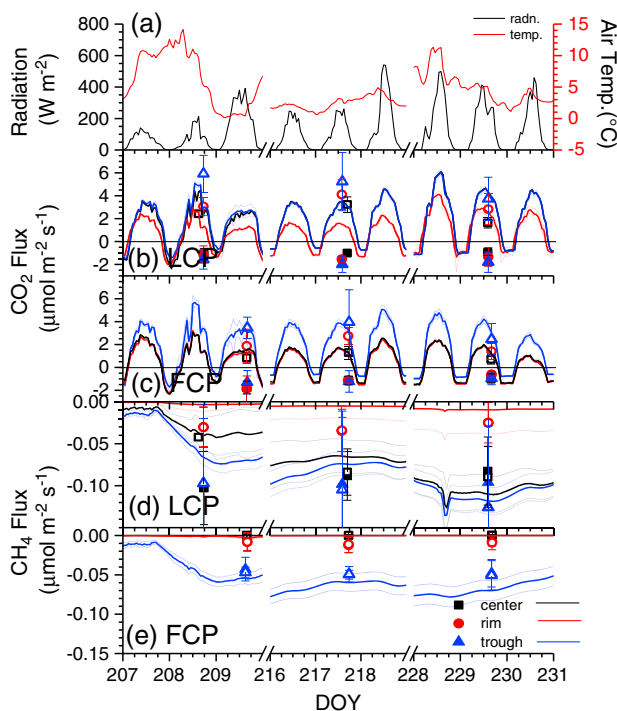 (a)
radn.
temp.
Radiation
(W m-2)
800
600
400
200
0
15
10
5
0
-5
Air Temp.(°C)
CO2 Flux
(μmol m-2 s-1)
6
4
2
0
-2
(b) LCP
6
4
2
0
-2
(c) FCP
CH4 Flux
(μmol m-2 s-1)
0.00
-0.05
-0.10
(d) LCP
0.00
-0.05
-0.10
-0.15
(e) FCP
center
rim
trough
207 208 209 216 217 218 219 228 229 230 231
DOY